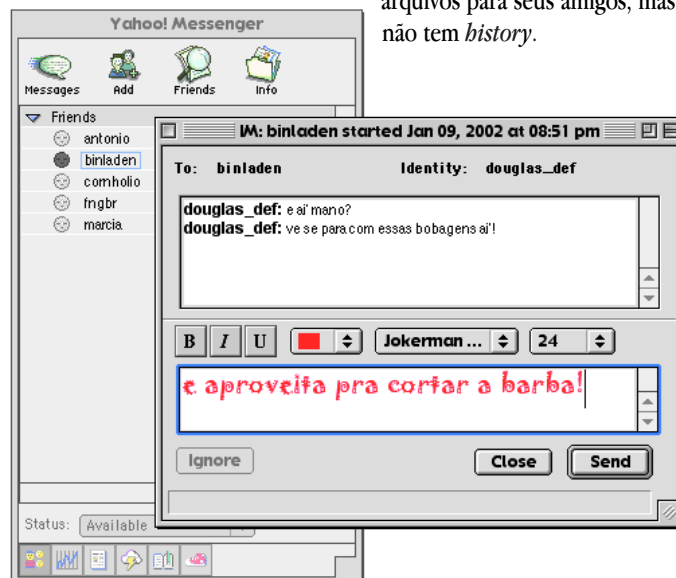 arquivos para seus amigos, mas
não tem history.
Yahoo! Messenger
Messages Add Friends Info
Friends
antonio
binladen
cornholio
fngbr
marcia
Status: Available
IM: binladen started Jan 09, 2002 at 08:51 pm
To: binladen Identity: douglas_def
douglas_def: e ai' mano?
douglas_def: ve se para com essas bobagens ai'!
B I U Jokerman ... 24
e aproveita pra cortar a barba!
Ignore Close Send